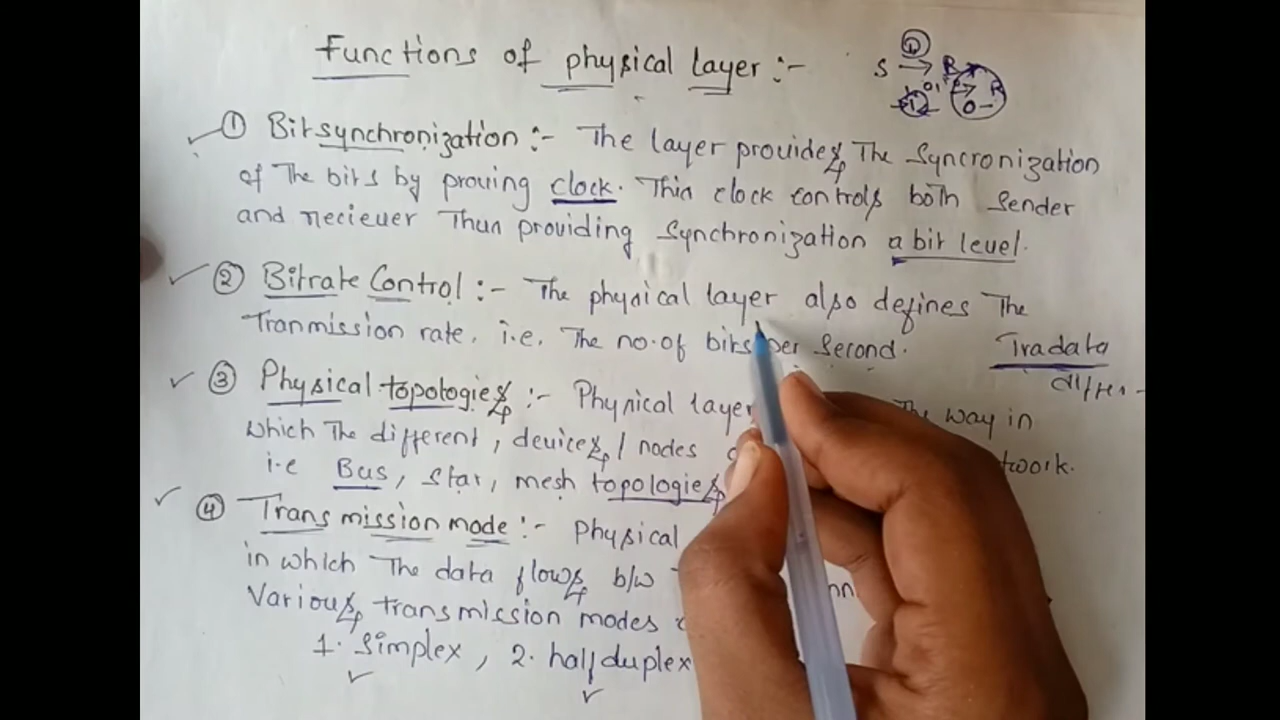 Functions of physical layer :-
S → R
① Bitsynchronization :- The layer provides The Syncronization
of The bits by proving clock. This clock controls both Sender
and reciever Thus providing Synchronization a bit level.
② Bitrate Control :- The physical layer also defines The
Tranmission rate. i.e. The no. of bits per Second.
Tradata
③ Physical topologies :- Physical layer The way in
which The different, devices / nodes twork.
i.e Bus, Star, mesh topologies
④ Transmission mode :- Physical
in which The data flows b/w
Various transmission modes
1. Simplex, 2. halfduplex